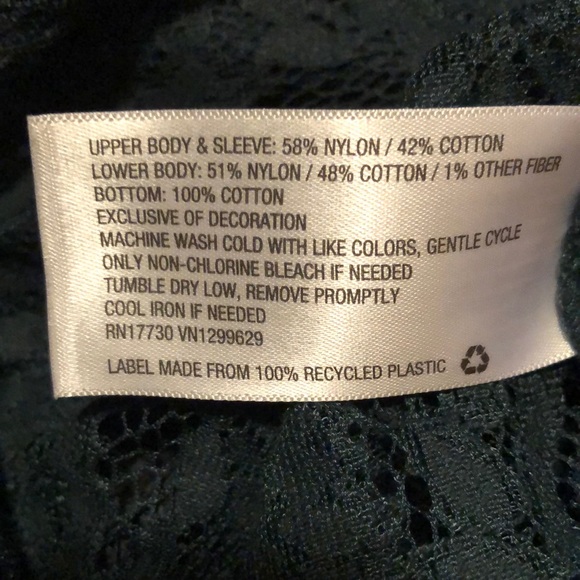 UPPER BODY & SLEEVE: 58% NYLON / 42% COTTON
LOWER BODY: 51% NYLON / 48% COTTON / 1% OTHER FIBER
BOTTOM: 100% COTTON
EXCLUSIVE OF DECORATION
MACHINE WASH COLD WITH LIKE COLORS, GENTLE CYCLE
ONLY NON-CHLORINE BLEACH IF NEEDED
TUMBLE DRY LOW, REMOVE PROMPTLY
COOL IRON IF NEEDED
RN17730 VN1299629
LABEL MADE FROM 100% RECYCLED PLASTIC